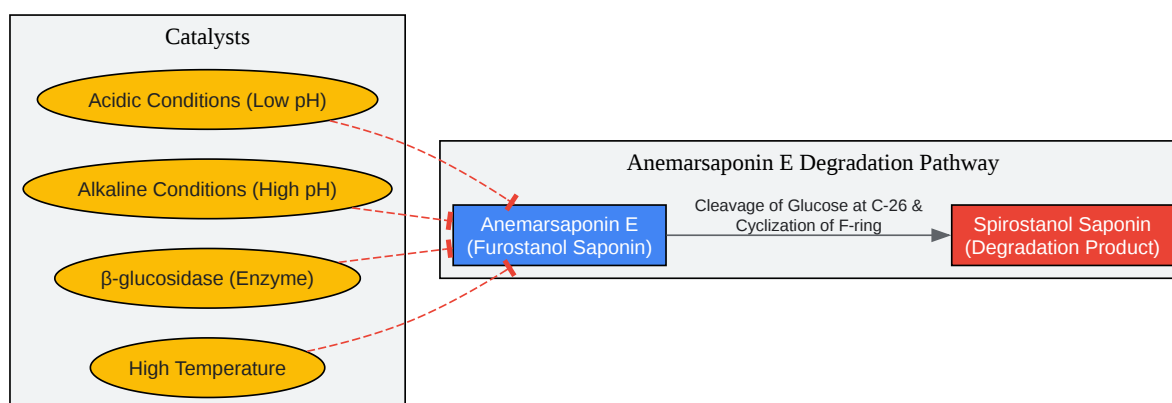 Catalysts
Acidic Conditions (Low pH)
Alkaline Conditions (High pH)
β-glucosidase (Enzyme)
High Temperature
Anemarsaponin E Degradation Pathway
Anemarsaponin E
(Furostanol Saponin)
Cleavage of Glucose at C-26 &
Cyclization of F-ring
Spirostanol Saponin
(Degradation Product)